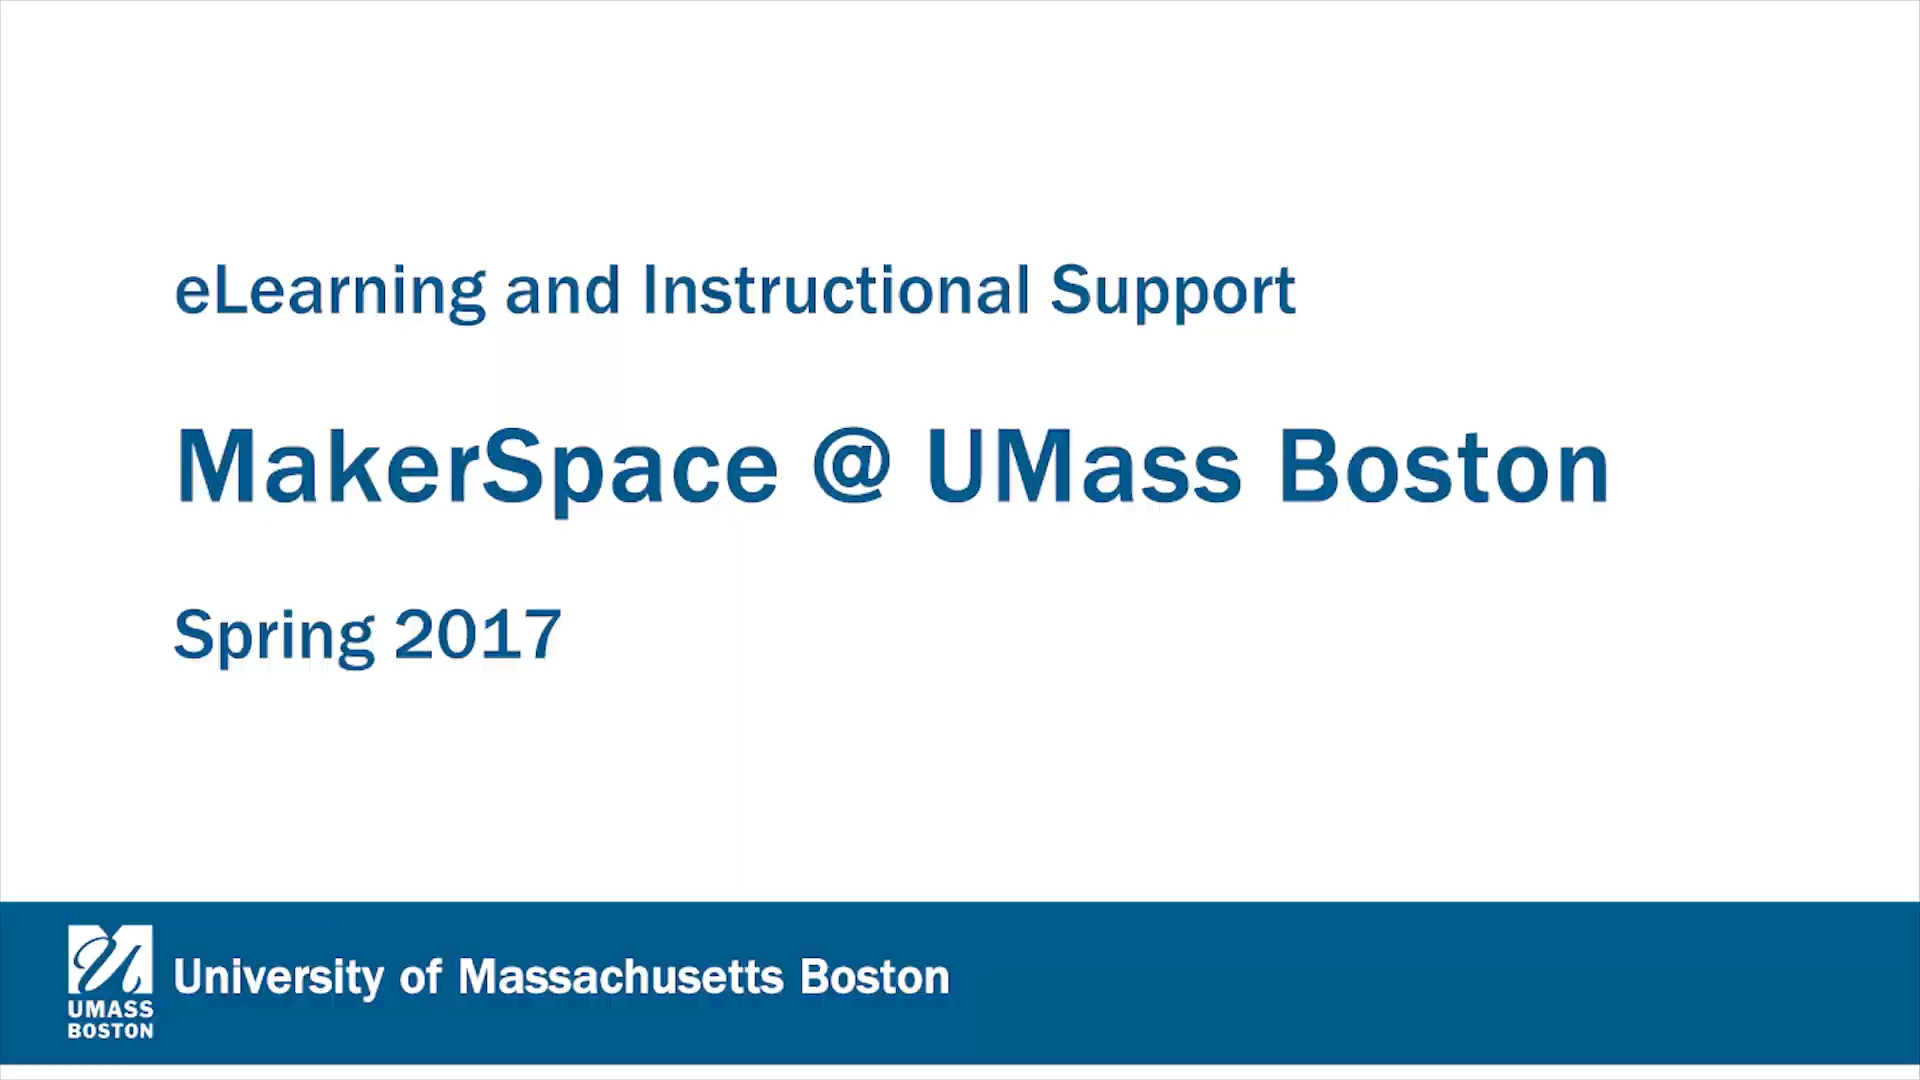 eLearning and Instructional Support
MakerSpace @ UMass Boston
Spring 2017
University of Massachusetts Boston
UMASS
BOSTON